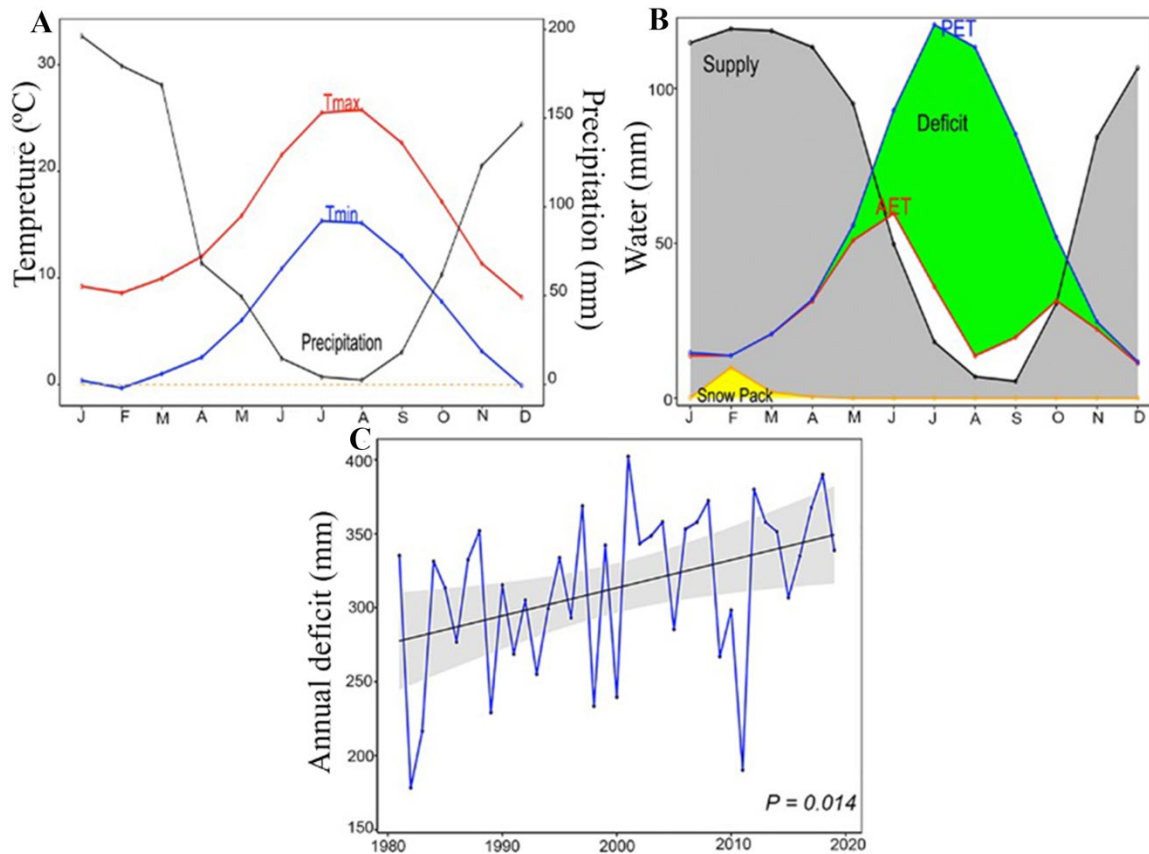 A
Tempreture (ºC)
30
20
10
0
Tmax
Tmin
Precipitation
200
150
100
50
0
Precipitation (mm)
J F M A M J J A S O N D
B
Water (mm)
100
50
0
Supply
PET
Deficit
AET
Snow Pack
J F M A M J J A S O N D
C
Annual deficit (mm)
400
350
300
250
200
150
P = 0.014
1980 1990 2000 2010 2020